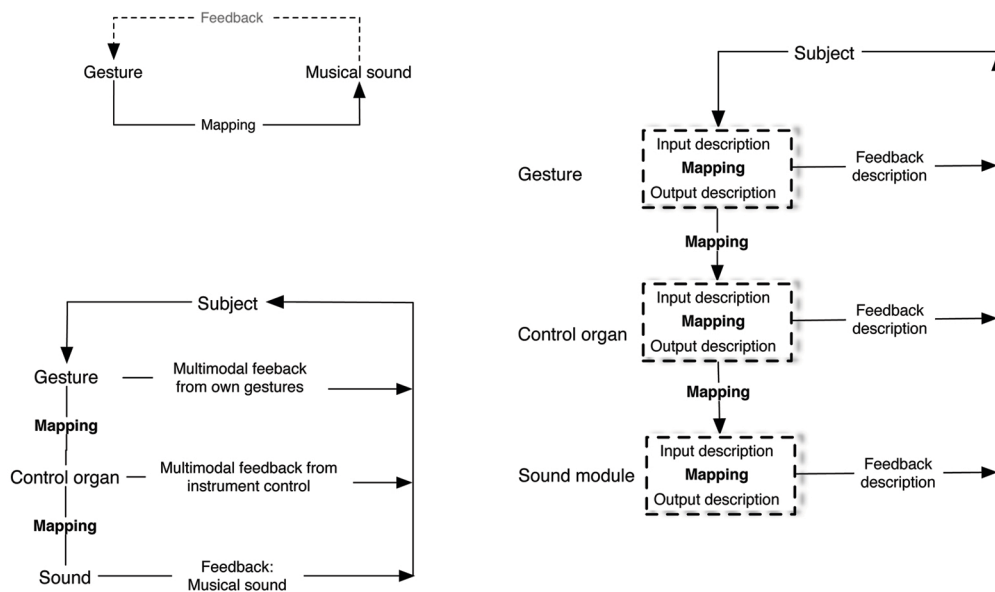 Feedback
Gesture
Musical sound
Mapping
Subject
Gesture
Multimodal feeback
from own gestures
Mapping
Control organ
Multimodal feedback from
instrument control
Mapping
Sound
Feedback:
Musical sound
Subject
Gesture
Input description
Mapping
Output description
Feedback
description
Mapping
Control organ
Input description
Mapping
Output description
Feedback
description
Mapping
Sound module
Input description
Mapping
Output description
Feedback
description